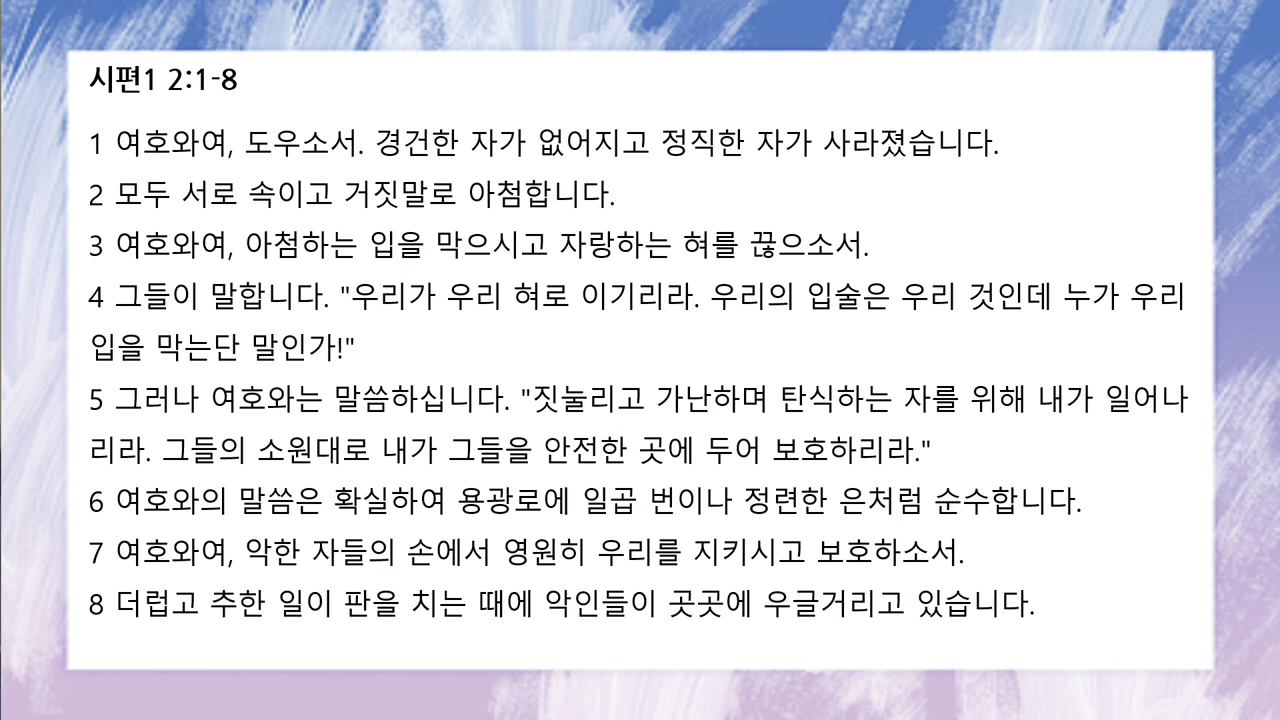 시편1 2:1-8
1 여호와여, 도우소서. 경건한 자가 없어지고 정직한 자가 사라졌습니다.
2 모두 서로 속이고 거짓말로 아첨합니다.
3 여호와여, 아첨하는 입을 막으시고 자랑하는 혀를 끊으소서.
4 그들이 말합니다. "우리가 우리 혀로 이기리라. 우리의 입술은 우리 것인데 누가 우리
입을 막는단 말인가!"
5 그러나 여호와는 말씀하십니다. "짓눌리고 가난하며 탄식하는 자를 위해 내가 일어나
리라. 그들의 소원대로 내가 그들을 안전한 곳에 두어 보호하리라."
6 여호와의 말씀은 확실하여 용광로에 일곱 번이나 정련한 은처럼 순수합니다.
7 여호와여, 악한 자들의 손에서 영원히 우리를 지키시고 보호하소서.
8 더럽고 추한 일이 판을 치는 때에 악인들이 곳곳에 우글거리고 있습니다.